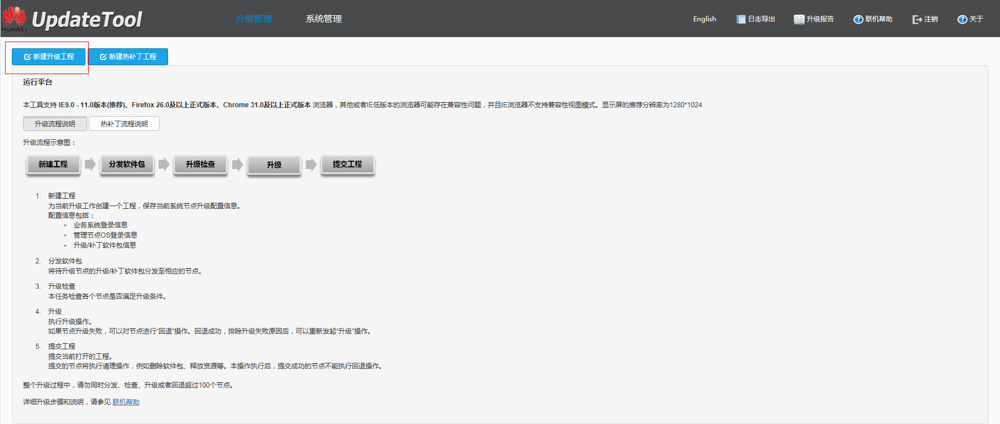 HUAWEI
UpdateTool
升级管理 系统管理
English 日志导出 升级报告 联机帮助 注销 关于
新建升级工程 新建热补丁工程
运行平台
本工具支持 IE9.0 - 11.0版本(推荐)、Firefox 26.0及以上正式版本、Chrome 31.0及以上正式版本 浏览器，其他或者IE低版本的浏览器可能存在兼容性问题，并且IE浏览器不支持兼容性视图模式。显示屏的推荐分辨率为1280*1024
升级流程说明 热补丁流程说明
升级流程示意图：
新建工程 分发软件包 升级检查 升级 提交工程
1. 新建工程
为当前升级工作创建一个工程，保存当前系统节点升级配置信息。
配置信息包括：
◦ 业务系统登录信息
◦ 管理节点OS登录信息
◦ 升级/补丁软件包信息
2. 分发软件包
将待升级节点的升级/补丁软件包分发至相应的节点。
3. 升级检查
本任务检查各个节点是否满足升级条件。
4. 升级
执行升级操作。
如果节点升级失败，可以对节点进行“回退”操作。回退成功，排除升级失败原因后，可以重新发起“升级”操作。
5. 提交工程
提交当前打开的工程。
提交的节点将执行清理操作，例如删除软件包、释放资源等。本操作执行后，提交成功的节点不能执行回退操作。
整个升级过程中，请勿同时分发、检查、升级或者回退超过100个节点。
详细升级步骤和说明，请参见 联机帮助